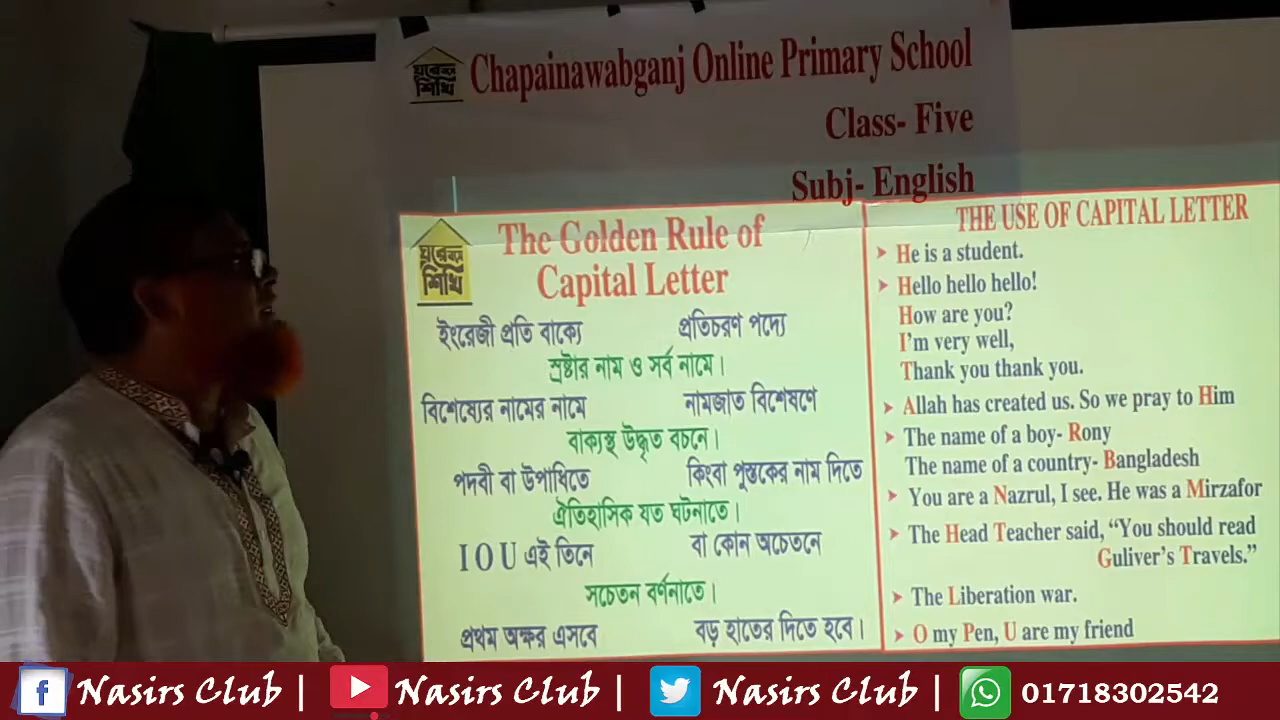 ঘরে বসে শিখি
Chapainawabganj Online Primary School
Class- Five
Subj- English
ঘরে বসে শিখি
The Golden Rule of
Capital Letter
ইংরেজী প্রতি বাক্যে প্রতিচরণ পদ্যে
স্রষ্টার নাম ও সর্ব নামে।
বিশেষ্যের নামের নামে নামজাত বিশেষণে
বাক্যস্থ উদ্ধৃত বচনে।
পদবী বা উপাধিতে কিংবা পুস্তকের নাম দিতে
ঐতিহাসিক যত ঘটনাতে।
I O U এই তিনে বা কোন অচেতনে
সচেতন বর্ণনাতে।
প্রথম অক্ষর এসবে বড় হাতের দিতে হবে।
THE USE OF CAPITAL LETTER
➤ He is a student.
➤ Hello hello hello!
How are you?
I'm very well,
Thank you thank you.
➤ Allah has created us. So we pray to Him
➤ The name of a boy- Rony
The name of a country- Bangladesh
➤ You are a Nazrul, I see. He was a Mirzafor
➤ The Head Teacher said, “You should read
Guliver's Travels.”
➤ The Liberation war.
➤ O my Pen, U are my friend
Nasirs Club | Nasirs Club | Nasirs Club | 01718302542